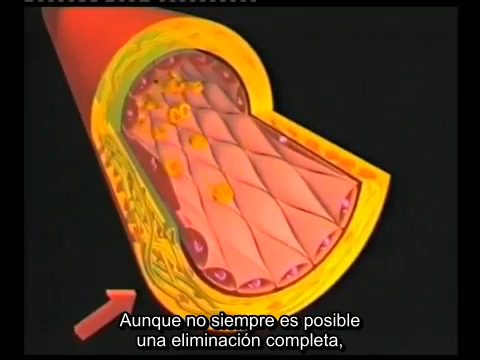 Aunque no siempre es posible
una eliminación completa,